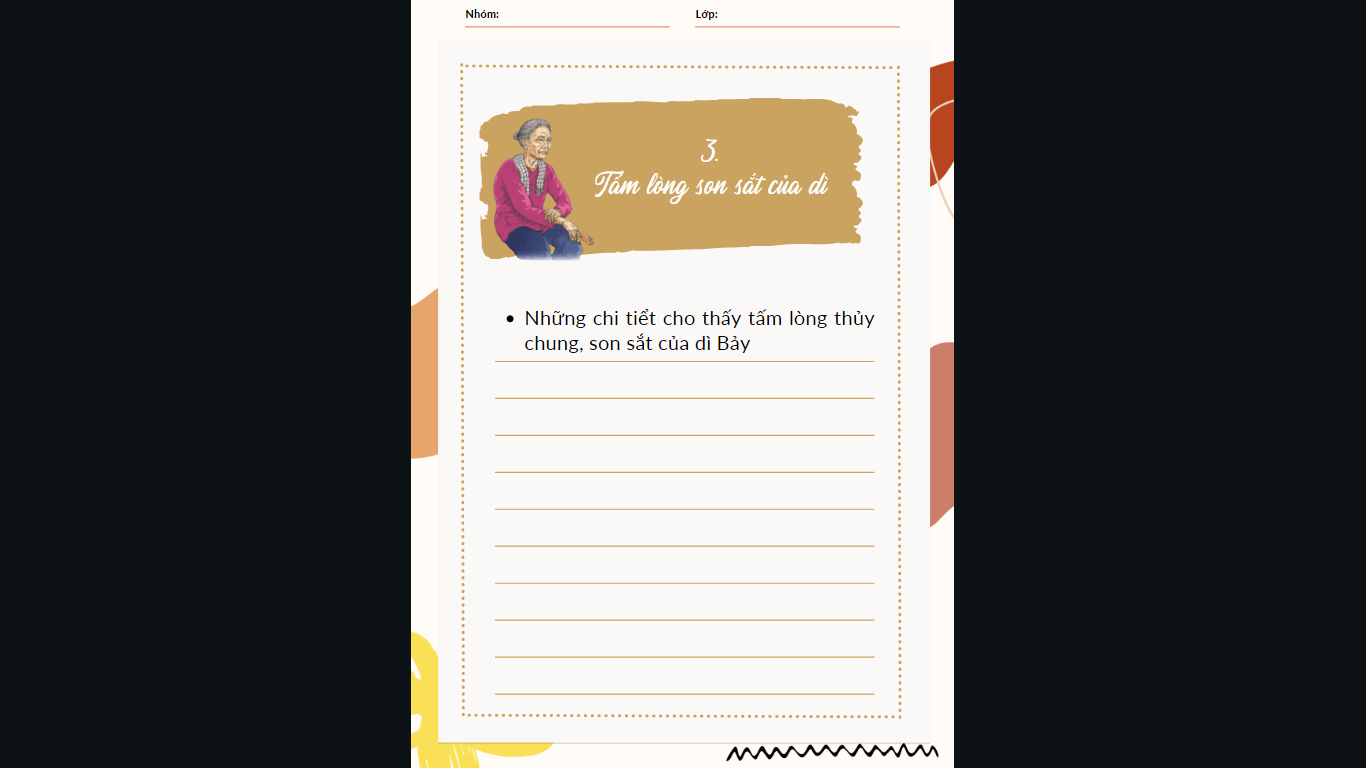 Nhóm:
Lớp:
3.
Tấm lòng son sắt của dì
Những chi tiết cho thấy tấm lòng thủy
chung, son sắt của dì Bảy